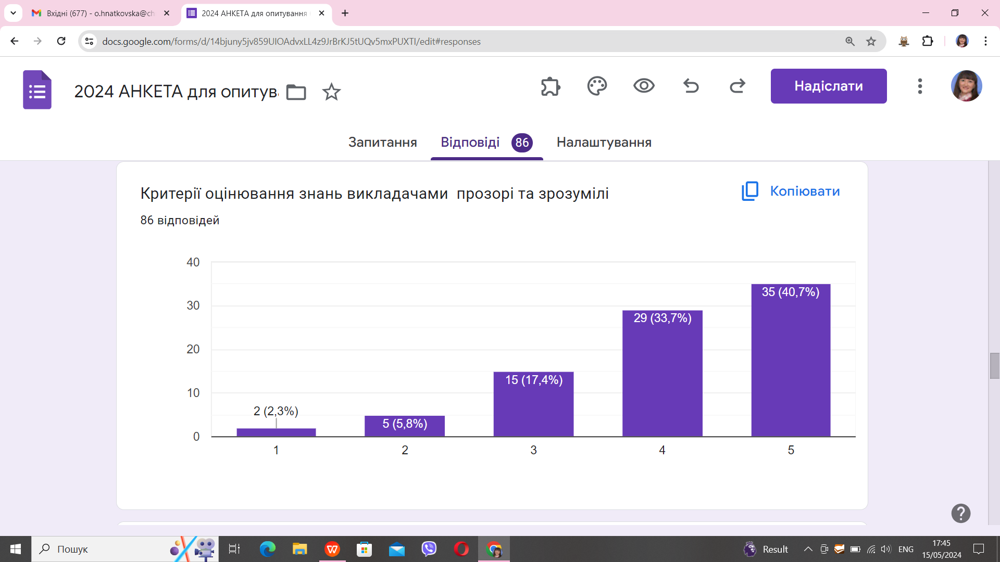 Вхідні (677) - o.hnatkovska@ch
2024 АНКЕТА для опитування
docs.google.com/forms/d/14bjuny5jv859UIOAdvxLL4z9JrBrKJ5tUQv5mxPUXTI/edit#responses
2024 АНКЕТА для опитув
Надіслати
Запитання
Відповіді 86
Налаштування
Критерії оцінювання знань викладачами  прозорі та зрозумілі
Копіювати
86 відповідей
40
30
20
10
0
2 (2,3%)
5 (5,8%)
15 (17,4%)
29 (33,7%)
35 (40,7%)
1
2
3
4
5
Пошук
Result
ENG
17:45
15/05/2024